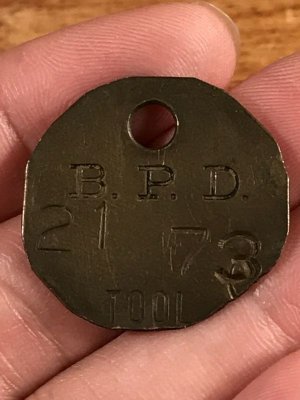 B. P. D.
21 73
TOOL